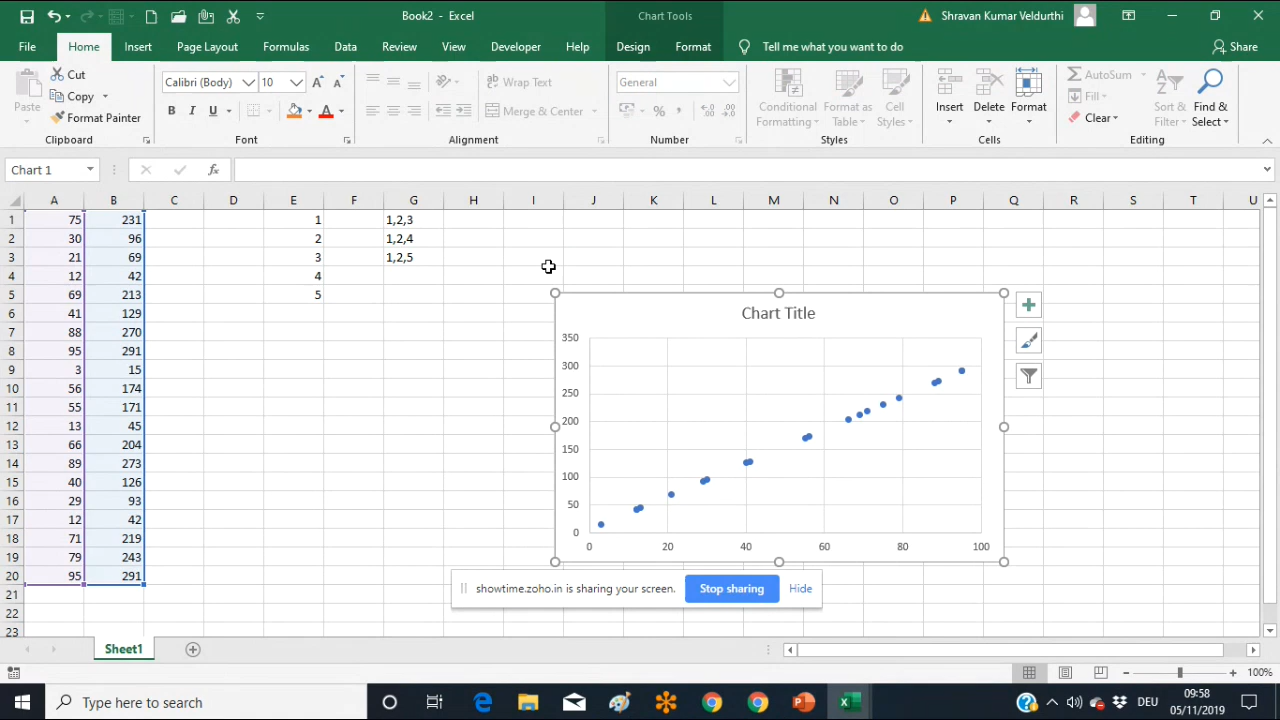 Book2 - Excel
Chart Tools
Shravan Kumar Veldurthi
File Home Insert Page Layout Formulas Data Review View Developer Help Design Format Tell me what you want to do Share
Paste
Cut
Copy
Format Painter
Clipboard
Calibri (Body) 10
B I U
Font
Wrap Text
Merge & Center
Alignment
General
Number
Conditional Formatting
Format as Table
Cell Styles
Styles
Insert Delete Format
Cells
AutoSum
Fill
Clear
Sort & Filter
Find & Select
Editing
Chart 1 fx
A B C D E F G H I J K L M N O P Q R S T U
1 75 231 1 1,2,3
2 30 96 2 1,2,4
3 21 69 3 1,2,5
4 12 42 4
5 69 213 5
6 41 129
7 88 270
8 95 291
9 3 15
10 56 174
11 55 171
12 13 45
13 66 204
14 89 273
15 40 126
16 29 93
17 12 42
18 71 219
19 79 243
20 95 291
21
22
23
Chart Title
350
300
250
200
150
100
50
0
0 20 40 60 80 100
showtime.zoho.in is sharing your screen. Stop sharing Hide
Sheet1
100%
Type here to search
DEU
09:58
05/11/2019